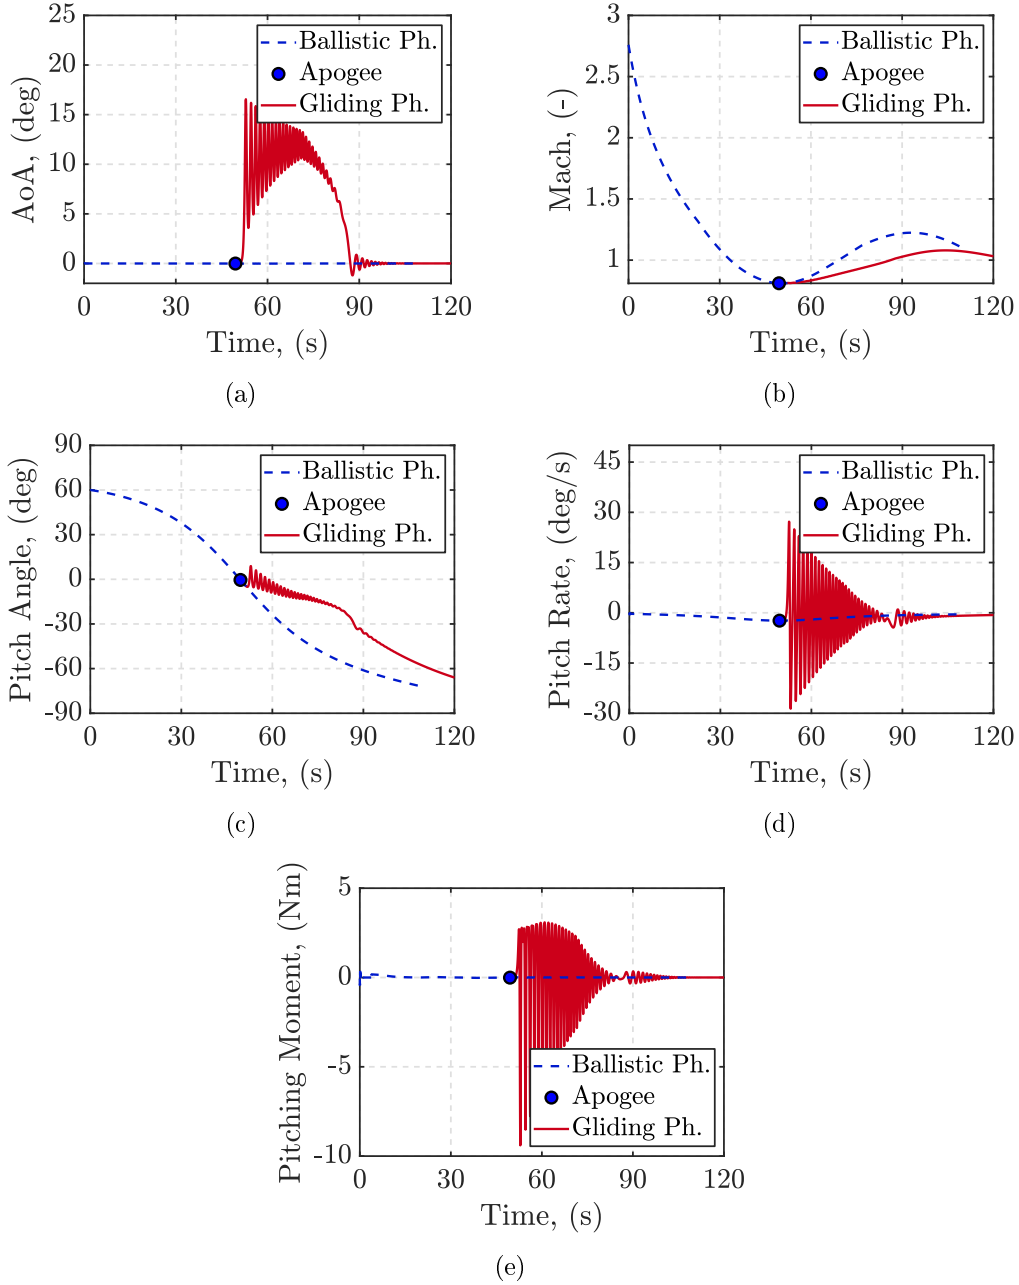 25
20
15
10
5
0
AoA, (deg)
Ballistic Ph.
Apogee
Gliding Ph.
0 30 60 90 120
Time, (s)
(a)
3
2.5
2
1.5
1
Mach, (-)
Ballistic Ph.
Apogee
Gliding Ph.
0 30 60 90 120
Time, (s)
(b)
90
60
30
0
-30
-60
-90
Pitch Angle, (deg)
Ballistic Ph.
Apogee
Gliding Ph.
0 30 60 90 120
Time, (s)
(c)
45
30
15
0
-15
-30
Pitch Rate, (deg/s)
Ballistic Ph.
Apogee
Gliding Ph.
0 30 60 90 120
Time, (s)
(d)
5
0
-5
-10
Pitching Moment, (Nm)
Ballistic Ph.
Apogee
Gliding Ph.
0 30 60 90 120
Time, (s)
(e)